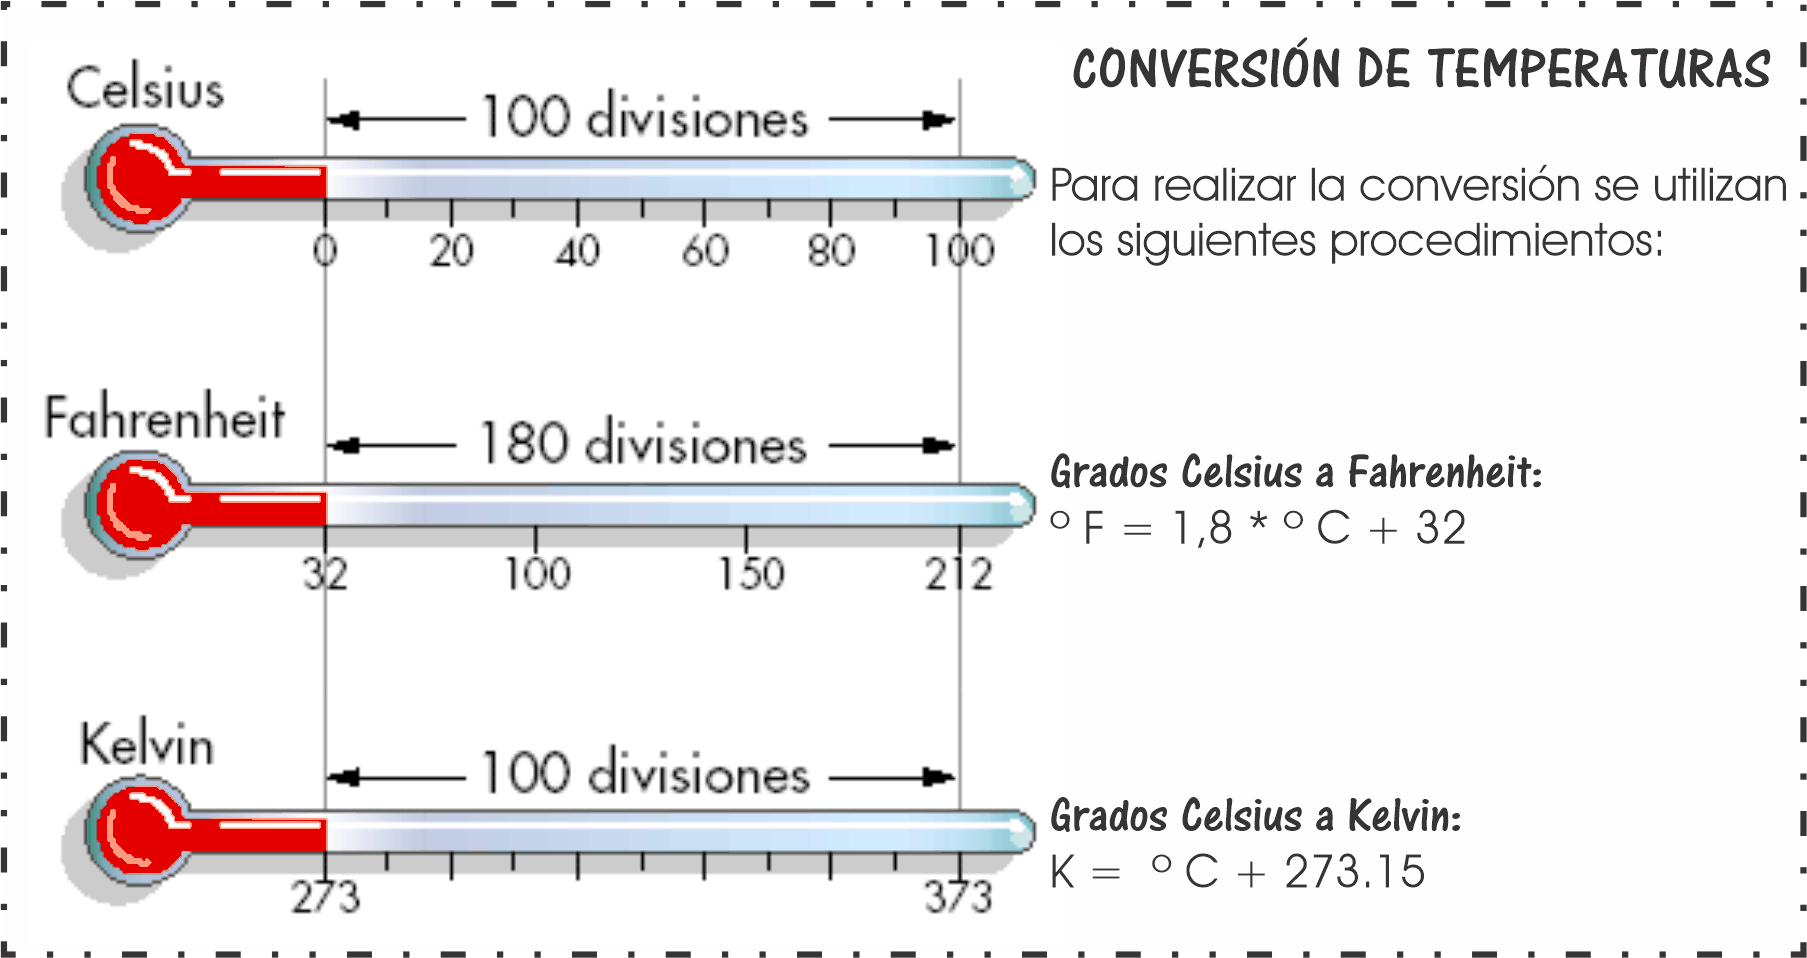 CONVERSIÓN DE TEMPERATURAS
Celsius
100 divisiones
0 20 40 60 80 100
Para realizar la conversión se utilizan
los siguientes procedimientos:
Fahrenheit
180 divisiones
32 100 150 212
Grados Celsius a Fahrenheit:
º F = 1,8 * º C + 32
Kelvin
100 divisiones
273 373
Grados Celsius a Kelvin:
K = º C + 273.15